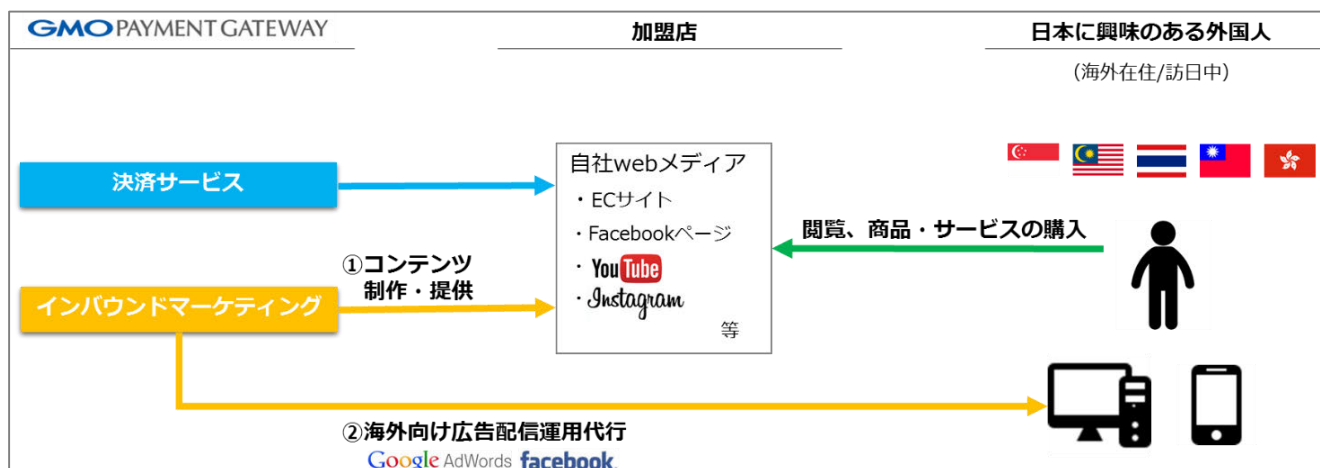 GMO PAYMENT GATEWAY
加盟店
日本に興味のある外国人
(海外在住/訪日中)
決済サービス
自社webメディア
・ECサイト
・Facebookページ
・YouTube
・Instagram
等
閲覧、商品・サービスの購入
①コンテンツ
制作・提供
インバウンドマーケティング
②海外向け広告配信運用代行
Google AdWords facebook.